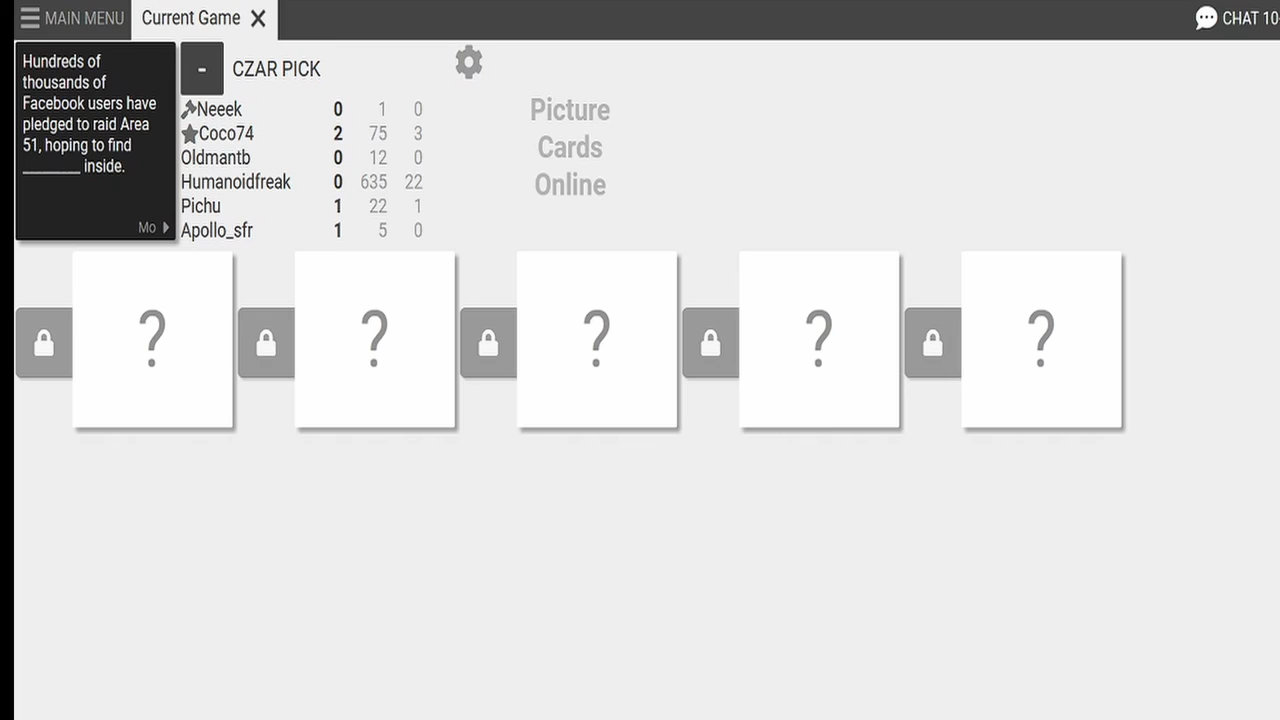 MAIN MENU
Current Game
CHAT 10
Hundreds of
thousands of
Facebook users have
pledged to raid Area
51, hoping to find
________ inside.
Mo
-
CZAR PICK
Neeek 0 1 0
Coco74 2 75 3
Oldmantb 0 12 0
Humanoidfreak 0 635 22
Pichu 1 22 1
Apollo_sfr 1 5 0
Picture
Cards
Online
? ? ? ? ?